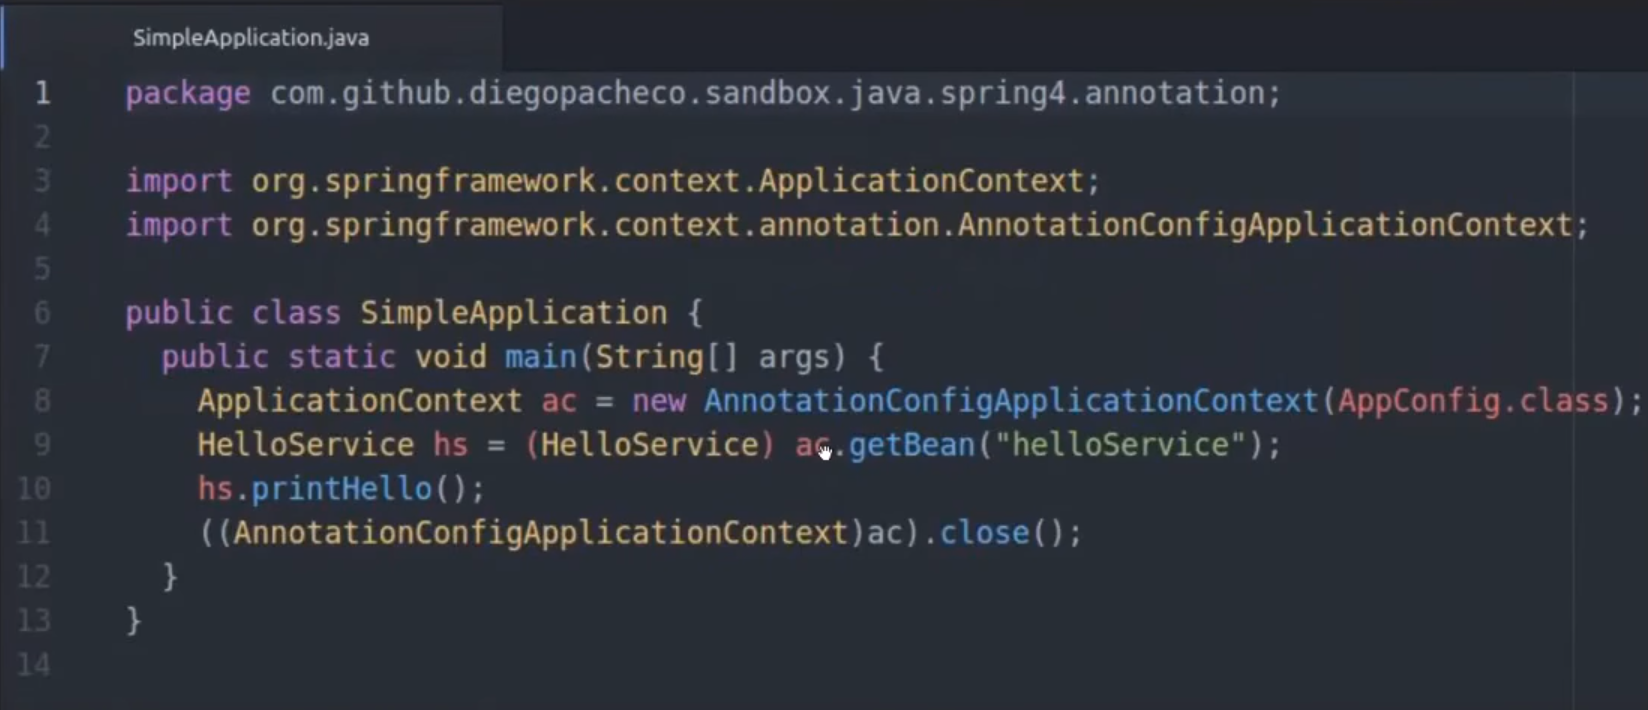 SimpleApplication.java
1 package com.github.diegopacheco.sandbox.java.spring4.annotation;
2
3 import org.springframework.context.ApplicationContext;
4 import org.springframework.context.annotation.AnnotationConfigApplicationContext;
5
6 public class SimpleApplication {
7 public static void main(String[] args) {
8 ApplicationContext ac = new AnnotationConfigApplicationContext(AppConfig.class);
9 HelloService hs = (HelloService) ac.getBean("helloService");
10 hs.printHello();
11 ((AnnotationConfigApplicationContext)ac).close();
12 }
13 }
14